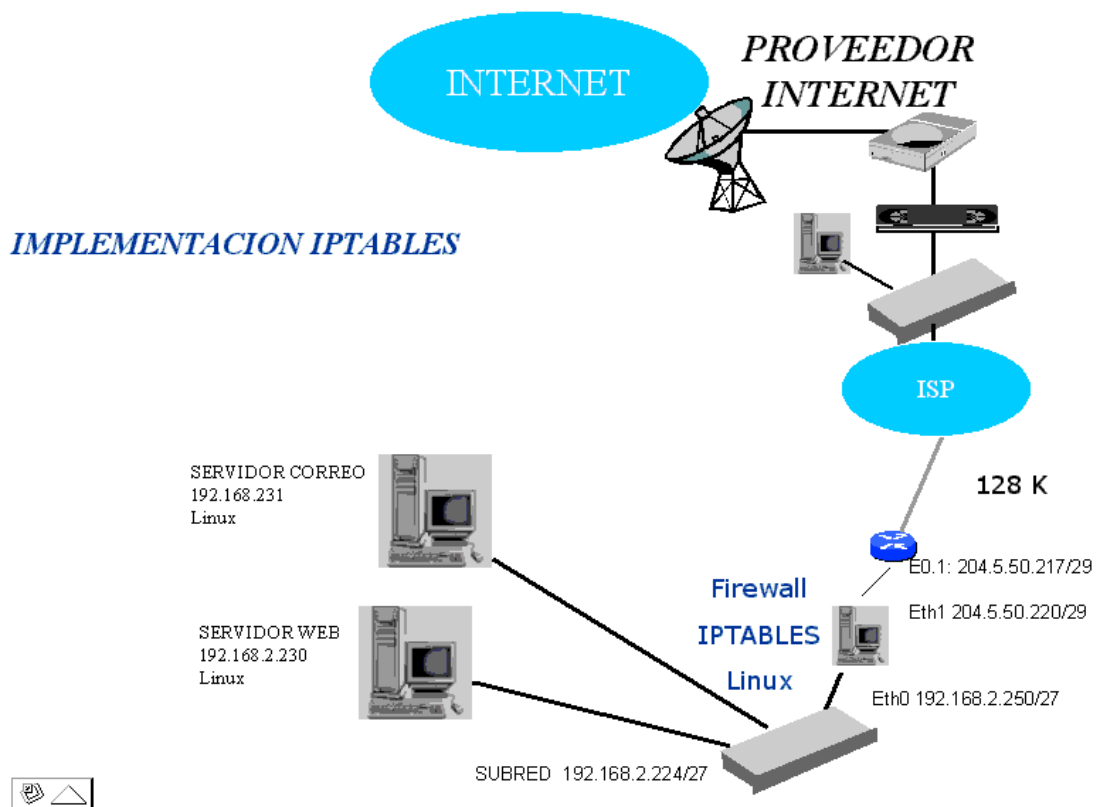 INTERNET
PROVEEDOR
INTERNET
IMPLEMENTACION IPTABLES
ISP
128 K
SERVIDOR CORREO
192.168.231
Linux
E0.1: 204.5.50.217/29
Firewall
IPTABLES
Linux
Eth1 204.5.50.220/29
SERVIDOR WEB
192.168.2.230
Linux
Eth0 192.168.2.250/27
SUBRED 192.168.2.224/27